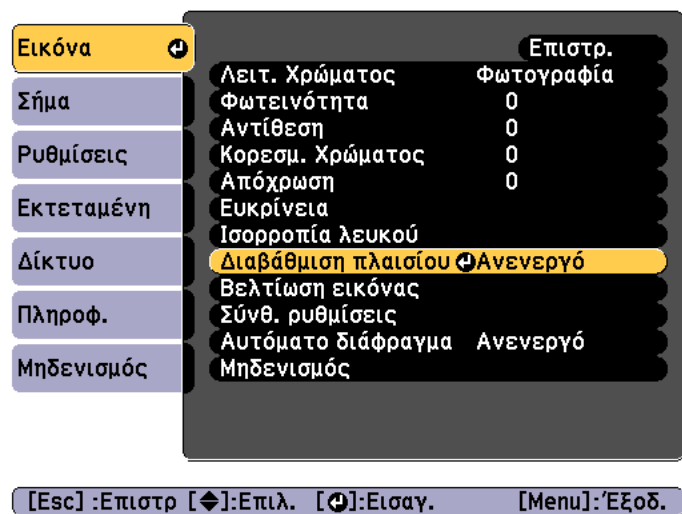 Εικόνα
Σήμα
Ρυθμίσεις
Εκτεταμένη
Δίκτυο
Πληροφ.
Μηδενισμός
Επιστρ.
Λειτ. Χρώματος Φωτογραφία
Φωτεινότητα 0
Αντίθεση 0
Κορεσμ. Χρώματος 0
Απόχρωση 0
Ευκρίνεια
Ισορροπία λευκού
Διαβάθμιση πλαισίου Ανενεργό
Βελτίωση εικόνας
Σύνθ. ρυθμίσεις
Αυτόματο διάφραγμα Ανενεργό
Μηδενισμός
[Esc] :Επιστρ [◆]:Επιλ. [↵]:Εισαγ. [Menu]:Έξοδ.